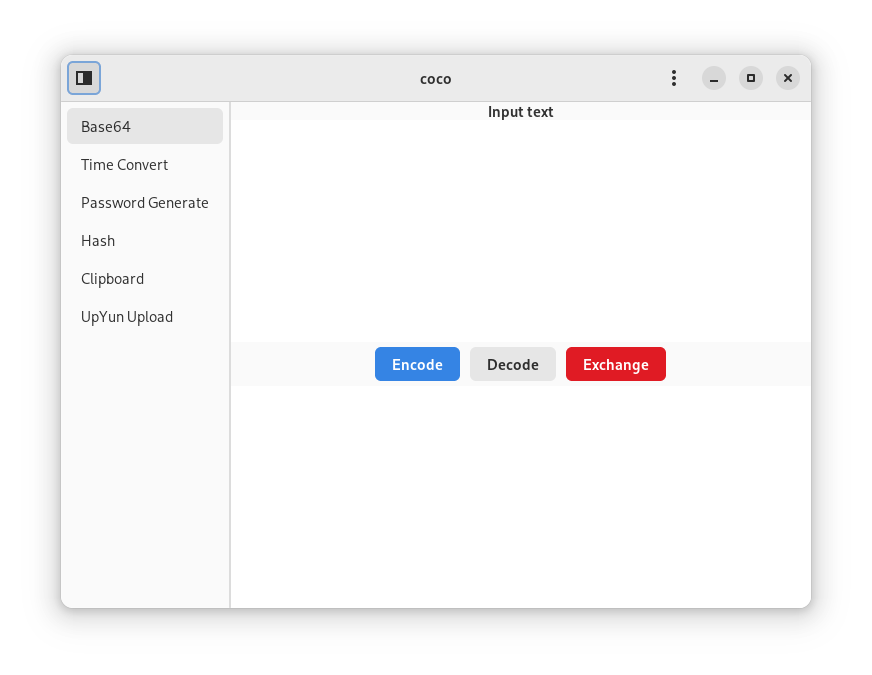 coco
Base64
Time Convert
Password Generate
Hash
Clipboard
UpYun Upload
Input text
Encode
Decode
Exchange